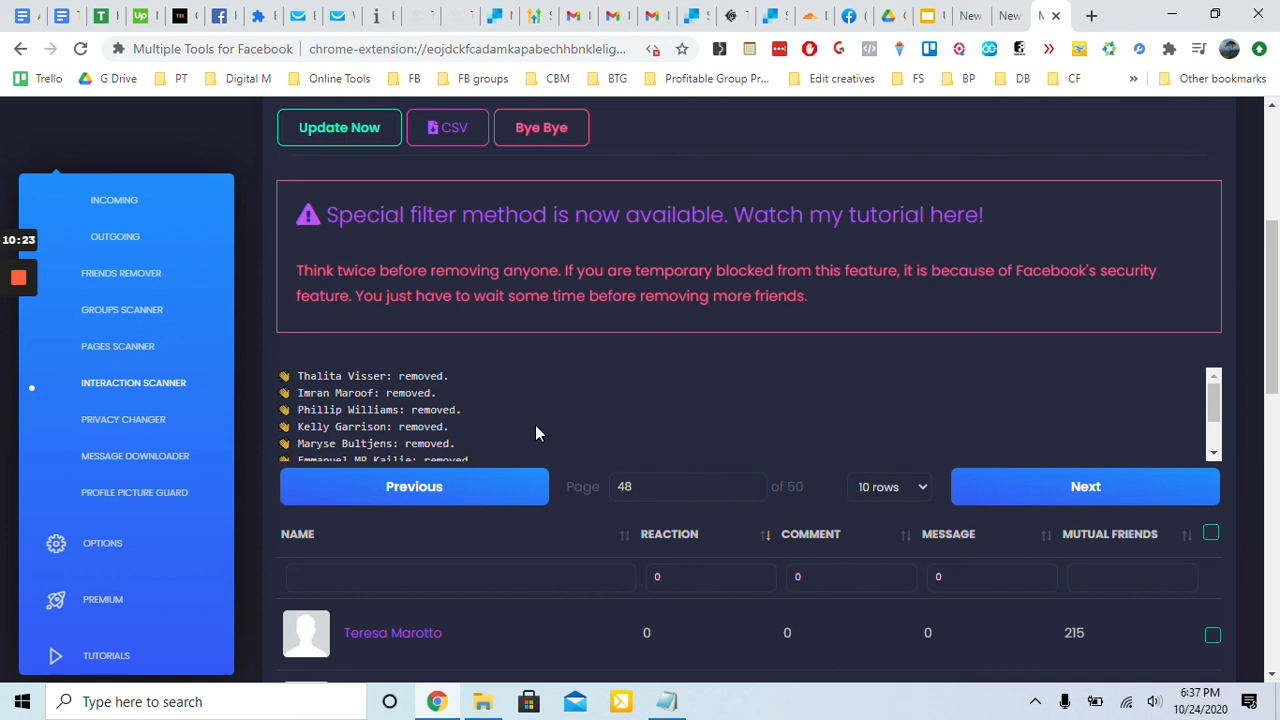 Multiple Tools for Facebook
chrome-extension://eojdckfcadamkapabechhbnkleligand...
Trello
G Drive
PT
Digital M
Online Tools
FB
FB groups
CBM
BTG
Profitable Group Pr...
Edit creatives
FS
BP
DB
CF
Other bookmarks
Update Now
CSV
Bye Bye
Special filter method is now available. Watch my tutorial here!
Think twice before removing anyone. If you are temporary blocked from this feature, it is because of Facebook's security
feature. You just have to wait some time before removing more friends.
10:23
INCOMING
OUTGOING
FRIENDS REMOVER
GROUPS SCANNER
PAGES SCANNER
INTERACTION SCANNER
PRIVACY CHANGER
MESSAGE DOWNLOADER
PROFILE PICTURE GUARD
OPTIONS
PREMIUM
TUTORIALS
Thalita Visser: removed.
Imran Maroof: removed.
Phillip Williams: removed.
Kelly Garrison: removed.
Maryse Bultjens: removed.
Emmanuel MP Kailie: removed
Previous
Page 48 of 50
10 rows
Next
NAME REACTION COMMENT MESSAGE MUTUAL FRIENDS
0 0 0
Teresa Marotto 0 0 0 215
Type here to search
6:37 PM
10/24/2020